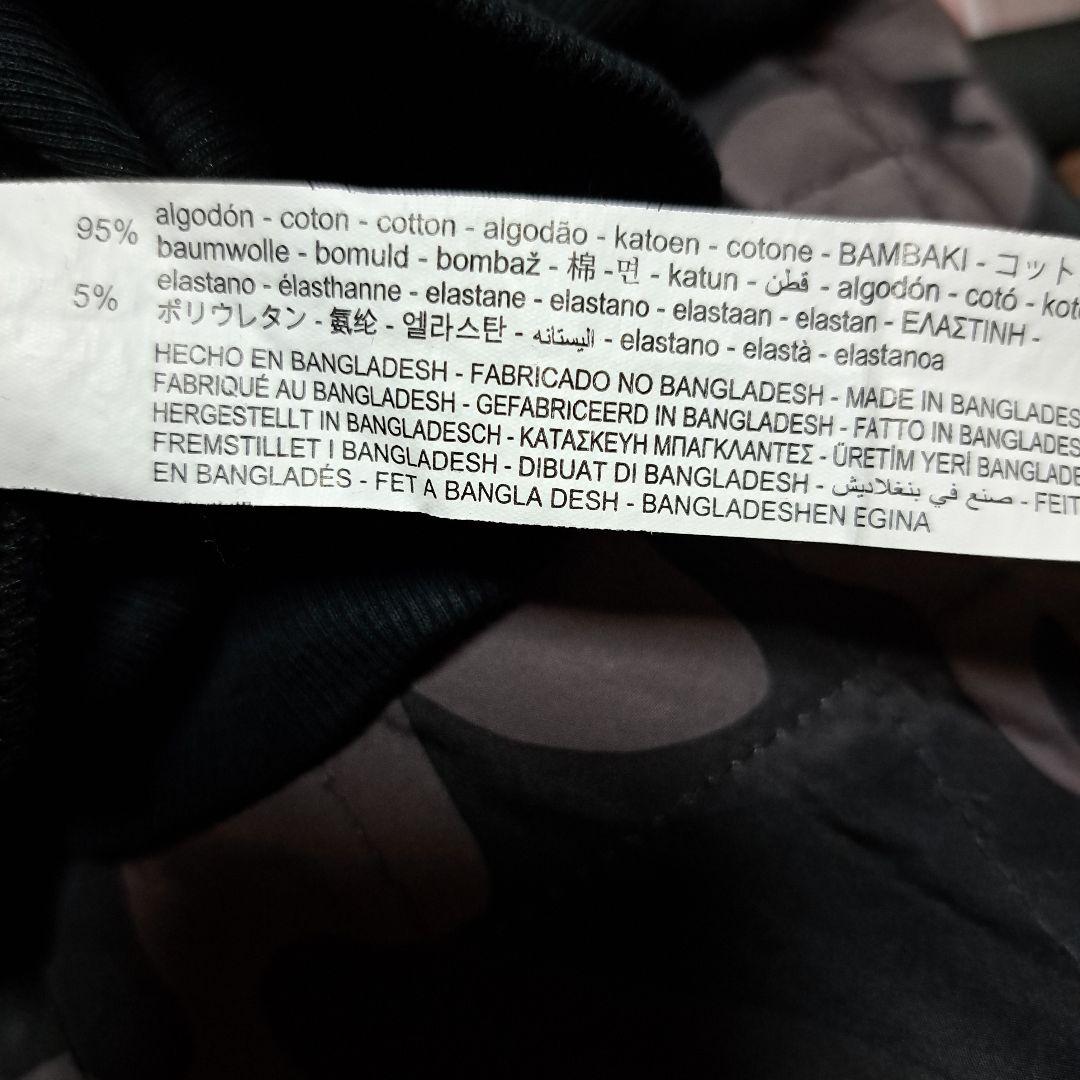 95% algodón - coton - cotton - algodão - katoen - cotone - BAMBAKI - コット
baumwolle - bomuld - bombaž - 棉 - 면 - katun - قطن - algodón - cotó -
5% elastano - élasthanne - elastane - elastano - elastaan - elastan - ΕΛΑΣΤΙΝΗ -
ポリウレタン - 氨纶 - 엘라스탄 - اليستانه - elastano - elastà - elastanoa
HECHO EN BANGLADESH - FABRICADO NO BANGLADESH - MADE IN BANGLADES
FABRIQUÉ AU BANGLADESH - GEFABRICEERD IN BANGLADESH - FATTO IN BANGLADES
HERGESTELLT IN BANGLADESCH - ΚΑΤΑΣΚΕΥΗ ΜΠΑΓΚΛΑΝΤΕΣ - ÜRETİM YERİ BANGLADE
FREMSTILLET I BANGLADESH - DIBUAT DI BANGLADESH - صنع في بنغلاديش - FEIT
EN BANGLADÉS - FET A BANGLA DESH - BANGLADESHEN EGINA